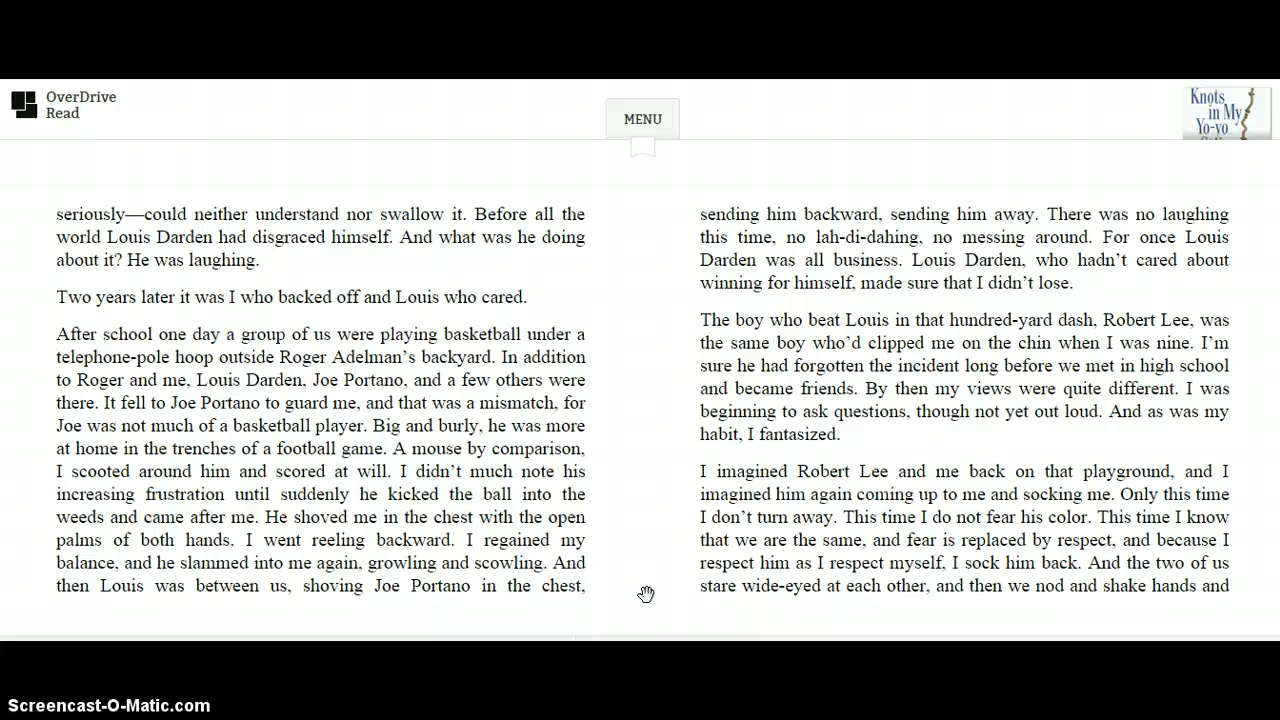 OverDrive
Read
MENU
Knots
in My
Yo-yo
seriously—could neither understand nor swallow it. Before all the
world Louis Darden had disgraced himself. And what was he doing
about it? He was laughing.
Two years later it was I who backed off and Louis who cared.
After school one day a group of us were playing basketball under a
telephone-pole hoop outside Roger Adelman’s backyard. In addition
to Roger and me, Louis Darden, Joe Portano, and a few others were
there. It fell to Joe Portano to guard me, and that was a mismatch, for
Joe was not much of a basketball player. Big and burly, he was more
at home in the trenches of a football game. A mouse by comparison,
I scooted around him and scored at will. I didn’t much note his
increasing frustration until suddenly he kicked the ball into the
weeds and came after me. He shoved me in the chest with the open
palms of both hands. I went reeling backward. I regained my
balance, and he slammed into me again, growling and scowling. And
then Louis was between us, shoving Joe Portano in the chest,
sending him backward, sending him away. There was no laughing
this time, no lah-di-dahing, no messing around. For once Louis
Darden was all business. Louis Darden, who hadn’t cared about
winning for himself, made sure that I didn’t lose.
The boy who beat Louis in that hundred-yard dash, Robert Lee, was
the same boy who’d clipped me on the chin when I was nine. I’m
sure he had forgotten the incident long before we met in high school
and became friends. By then my views were quite different. I was
beginning to ask questions, though not yet out loud. And as was my
habit, I fantasized.
I imagined Robert Lee and me back on that playground, and I
imagined him again coming up to me and socking me. Only this time
I don’t turn away. This time I do not fear his color. This time I know
that we are the same, and fear is replaced by respect, and because I
respect him as I respect myself, I sock him back. And the two of us
stare wide-eyed at each other, and then we nod and shake hands and
Screencast-O-Matic.com